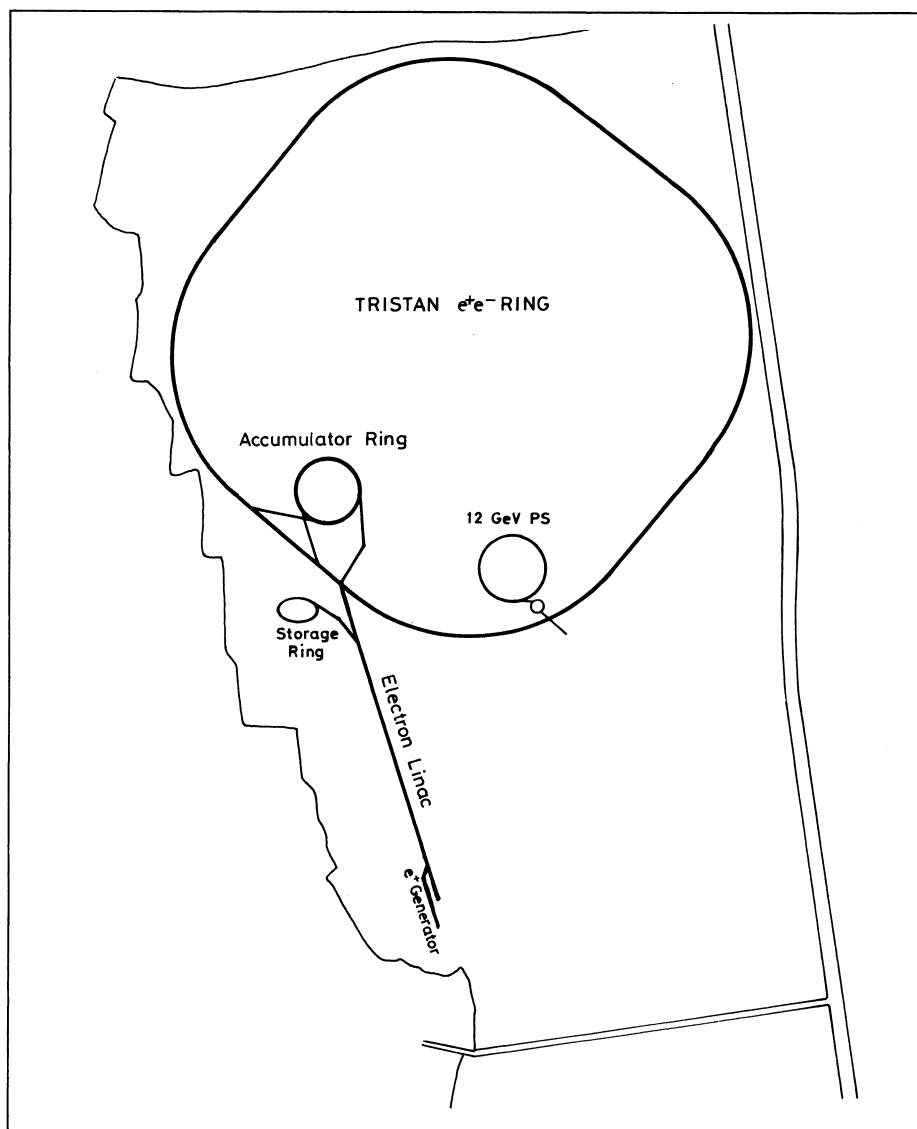 TRISTAN e⁺e⁻ RING
Accumulator Ring
12 GeV PS
Storage
Ring
Electron Linac
e⁺ Generator